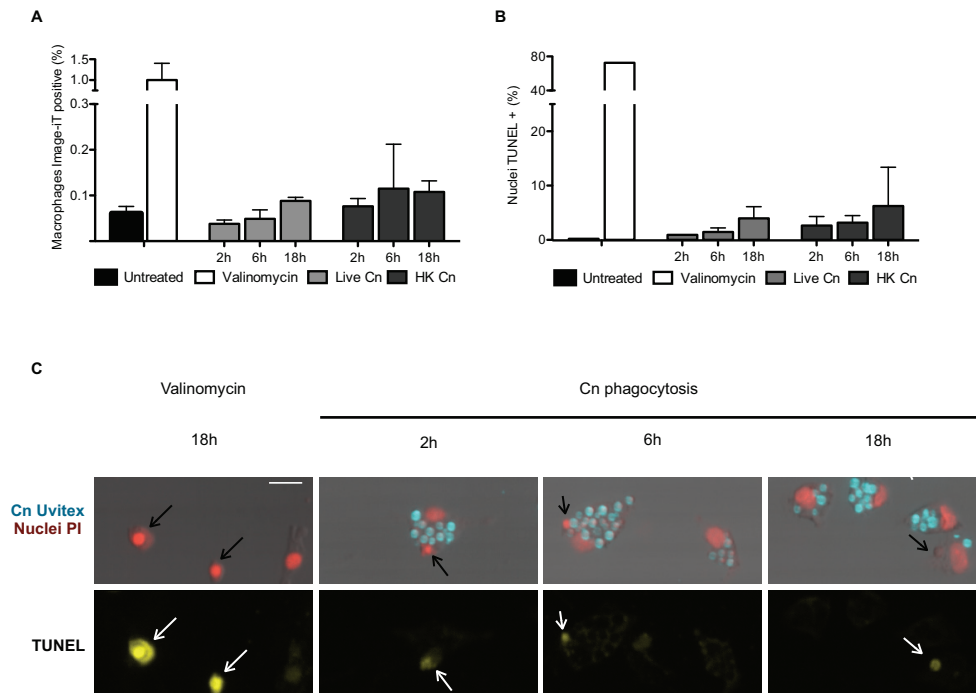 A
Macrophages Image-iT positive (%)
1.5
1.0
0.3
0.2
0.1
2h 6h 18h 2h 6h 18h
Untreated Valinomycin Live Cn HK Cn
B
Nuclei TUNEL + (%)
80
40
20
10
5
0
2h 6h 18h 2h 6h 18h
Untreated Valinomycin Live Cn HK Cn
C
Valinomycin Cn phagocytosis
18h 2h 6h 18h
Cn Uvitex
Nuclei PI
TUNEL